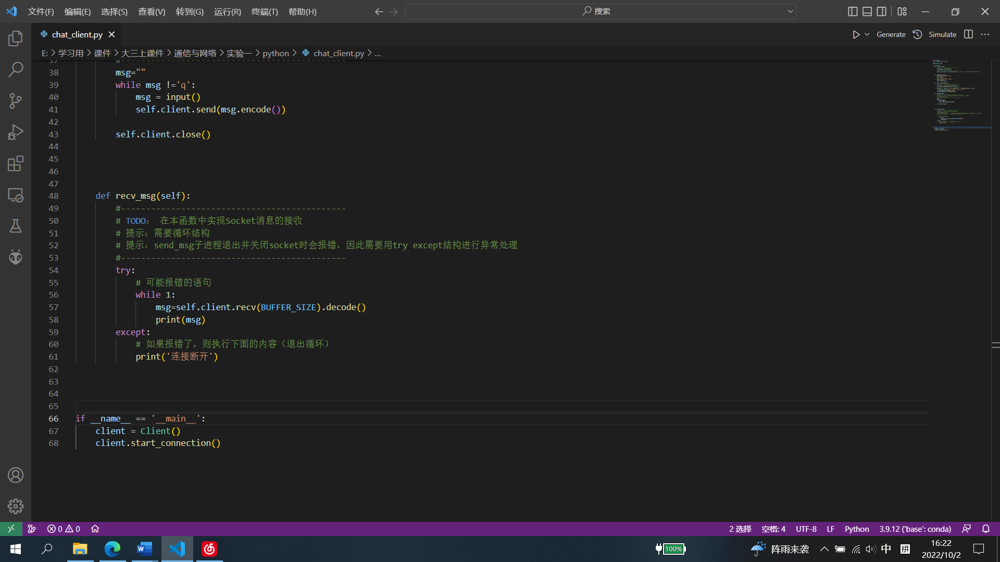 文件(F) 编辑(E) 选择(S) 查看(V) 转到(G) 运行(R) 终端(T) 帮助(H) 搜索
chat_client.py Generate Simulate
E: > 学习用 > 课件 > 大三上课件 > 通信与网络 > 实验一 > python > chat_client.py > ...
37 #---------------------------------------------
38 msg=""
39 while msg !='q':
40 msg = input()
41 self.client.send(msg.encode())
42
43 self.client.close()
44
45
46
47
48 def recv_msg(self):
49 #---------------------------------------------
50 # TODO： 在本函数中实现Socket消息的接收
51 # 提示：需要循环结构
52 # 提示：send_msg子进程退出并关闭socket时会报错，因此需要用try except结构进行异常处理
53 #---------------------------------------------
54 try:
55 # 可能报错的语句
56 while 1:
57 msg=self.client.recv(BUFFER_SIZE).decode()
58 print(msg)
59 except:
60 # 如果报错了，则执行下面的内容（退出循环）
61 print('连接断开')
62
63
64
65
66 if __name__ == '__main__':
67 client = Client()
68 client.start_connection()
0 0 2 选择 空格: 4 UTF-8 LF Python 3.9.12 ('base': conda)
100% 阵雨来袭 中 拼 16:22
2022/10/2